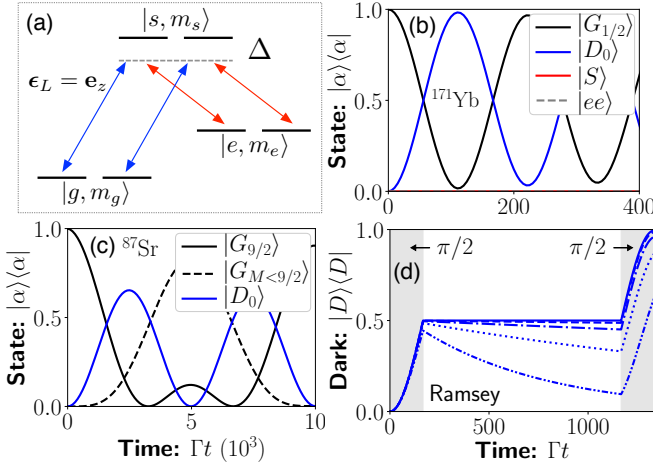 (a)
|s, m_s⟩
Δ
ϵ_L = e_z
|e, m_e⟩
|g, m_g⟩
(b)
State: |α⟩⟨α|
1.0
0.5
0.0
0
200
400
¹⁷¹Yb
|G_{1/2}⟩
|D_0⟩
|S⟩
|ee⟩
(c)
⁸⁷Sr
State: |α⟩⟨α|
1.0
0.5
0.0
0
5
10
|G_{9/2}⟩
|G_{M<9/2}⟩
|D_0⟩
Time: Γt (10³)
(d)
π/2
π/2
Dark: |D⟩⟨D|
1.0
0.5
0.0
0
500
1000
Ramsey
Time: Γt